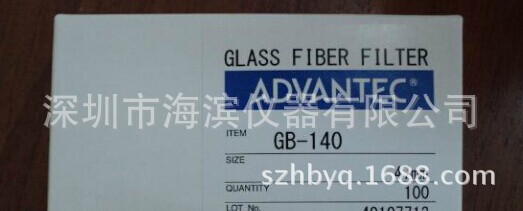 GLASS FIBER FILTER
ADVANTEC®
深圳市海滨仪器有限公司
ITEM GB-140
SIZE
szhbyq.1688.com
QUANTITY 100
LOT No.